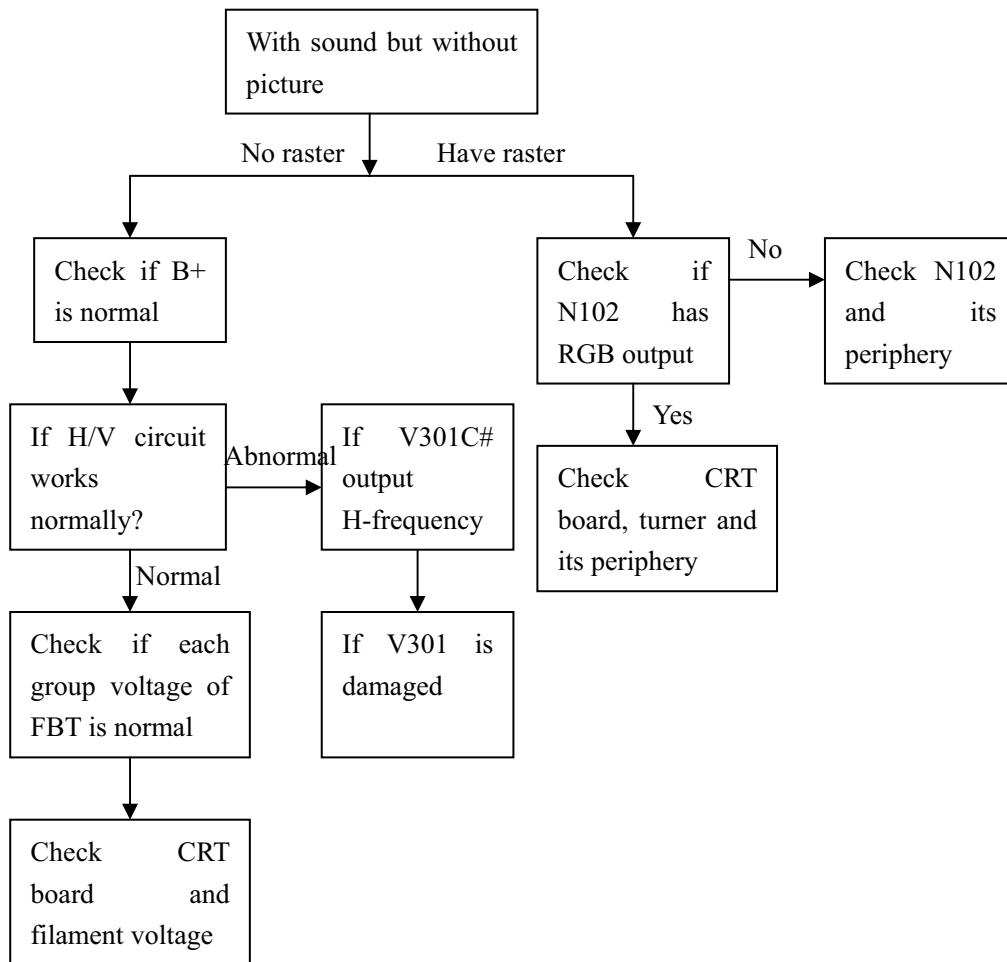 With sound but without
picture
No raster
Have raster
Check if B+
is normal
Check if
N102 has
RGB output
No
Check N102
and its
periphery
If H/V circuit
works
normally?
Abnormal
If V301C#
output
H-frequency
Yes
Check CRT
board, turner and
its periphery
Normal
Check if each
group voltage of
FBT is normal
If V301 is
damaged
Check CRT
board and
filament voltage